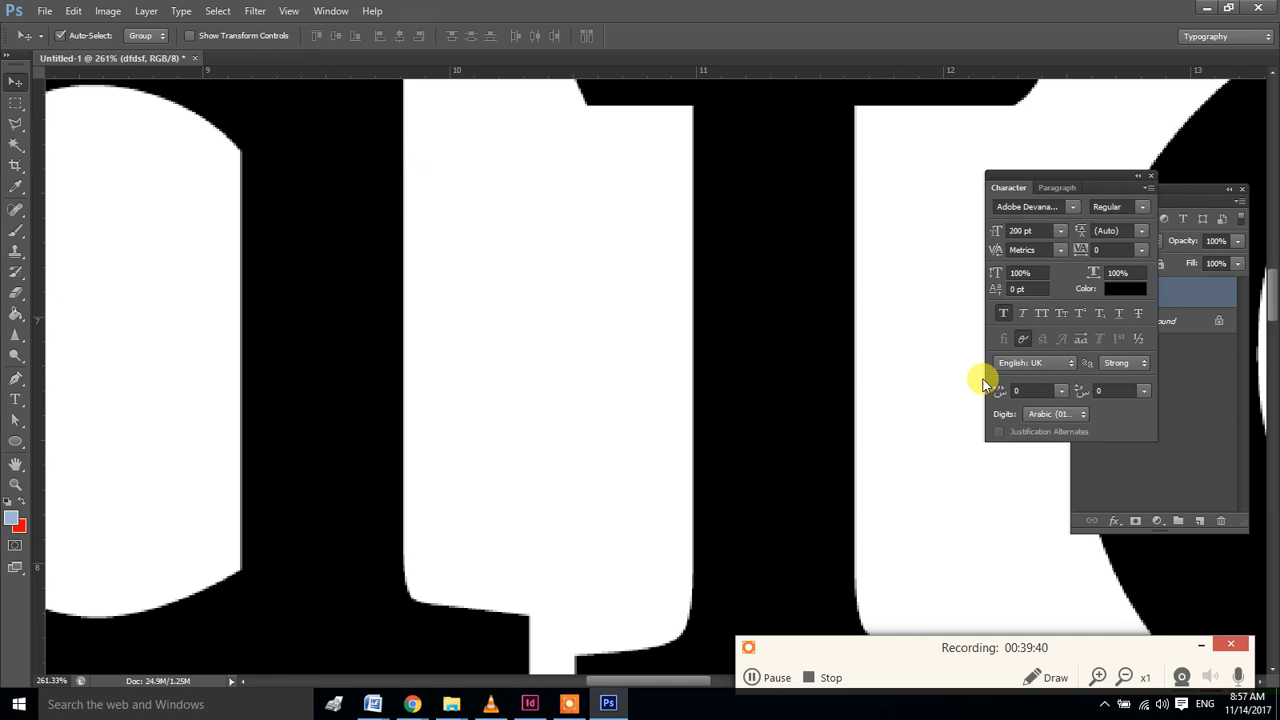 Ps File Edit Image Layer Type Select Filter View Window Help
Auto-Select: Group Show Transform Controls Typography
Untitled-1 @ 261% (dfdsf, RGB/8) * ×
9 10 11 12 13
Character Paragraph
Adobe Devana... Regular
200 pt (Auto)
Metrics 0
Opacity: 100%
Fill: 100%
100% 100%
0 pt Color:
ound
English: UK Strong
0 0
Digits: Arabic (01...
Justification Alternates
7
8
Recording: 00:39:40
Pause Stop Draw x1
261.33% Doc: 24.9M/1.25M
Search the web and Windows
ENG 8:57 AM
11/14/2017